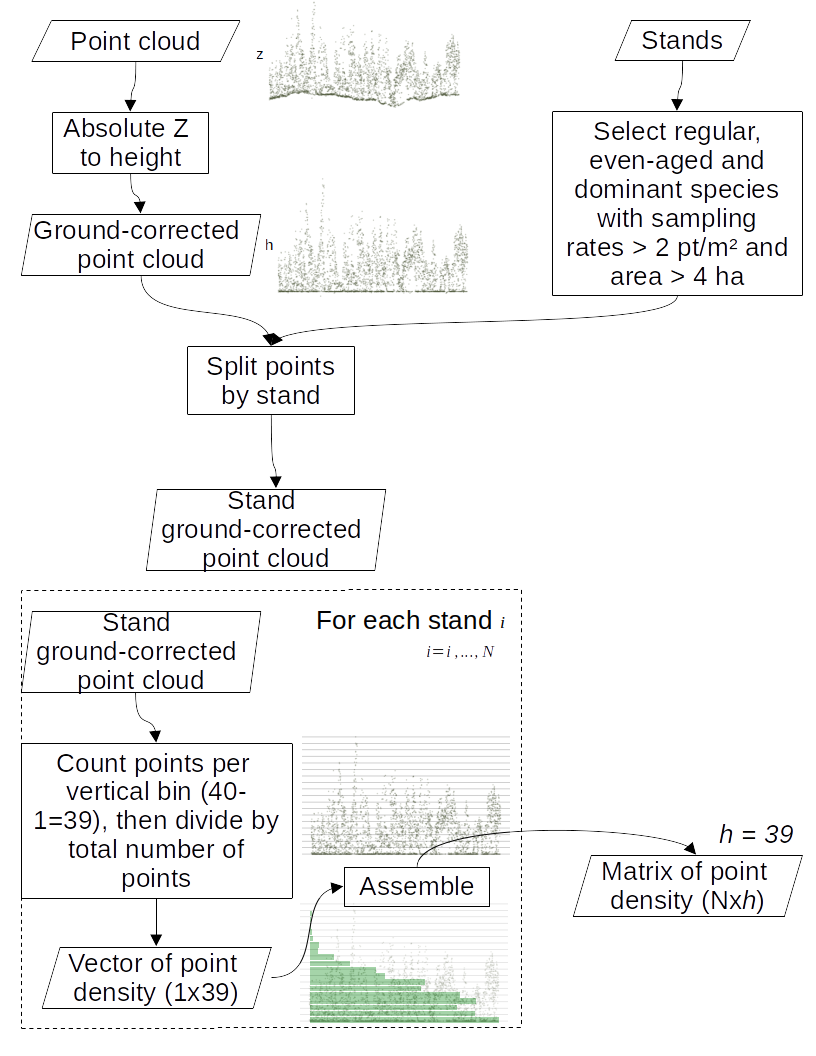 Point cloud
z
Stands
Absolute Z
to height
Select regular,
even-aged and
dominant species
with sampling
rates > 2 pt/m² and
area > 4 ha
Ground-corrected
point cloud
h
Split points
by stand
Stand
ground-corrected
point cloud
For each stand i
i=i ,..., N
Stand
ground-corrected
point cloud
Count points per
vertical bin (40-
1=39), then divide by
total number of
points
h = 39
Assemble
Matrix of point
density (Nxh)
Vector of point
density (1x39)